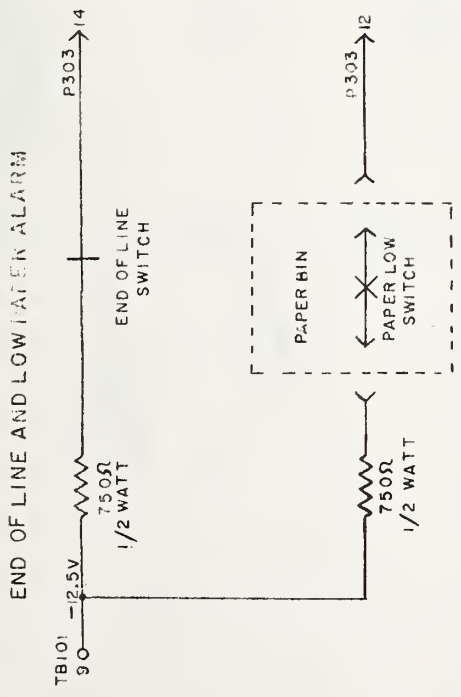 END OF LINE AND LOW PAPER ALARM
TB101
9
-12.5V
750Ω
1/2 WATT
END OF LINE
SWITCH
P303
14
750Ω
1/2 WATT
PAPER BIN
PAPER LOW
SWITCH
P303
12